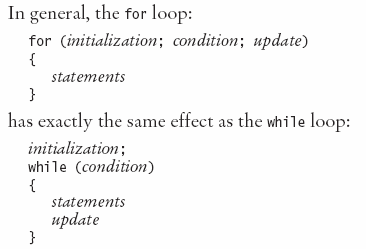 In general, the for loop:
for (initialization; condition; update)
{
statements
}
has exactly the same effect as the while loop:
initialization;
while (condition)
{
statements
update
}